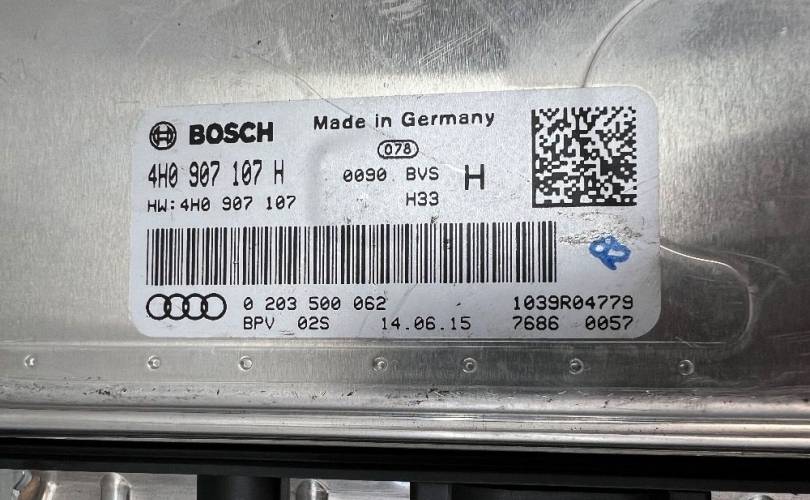 BOSCH Made in Germany
078
4H0 907 107 H 0090 BVS H
HW:4H0 907 107 H33
0 203 500 062 1039R04779
BPV 02S 14.06.15 7686 0057